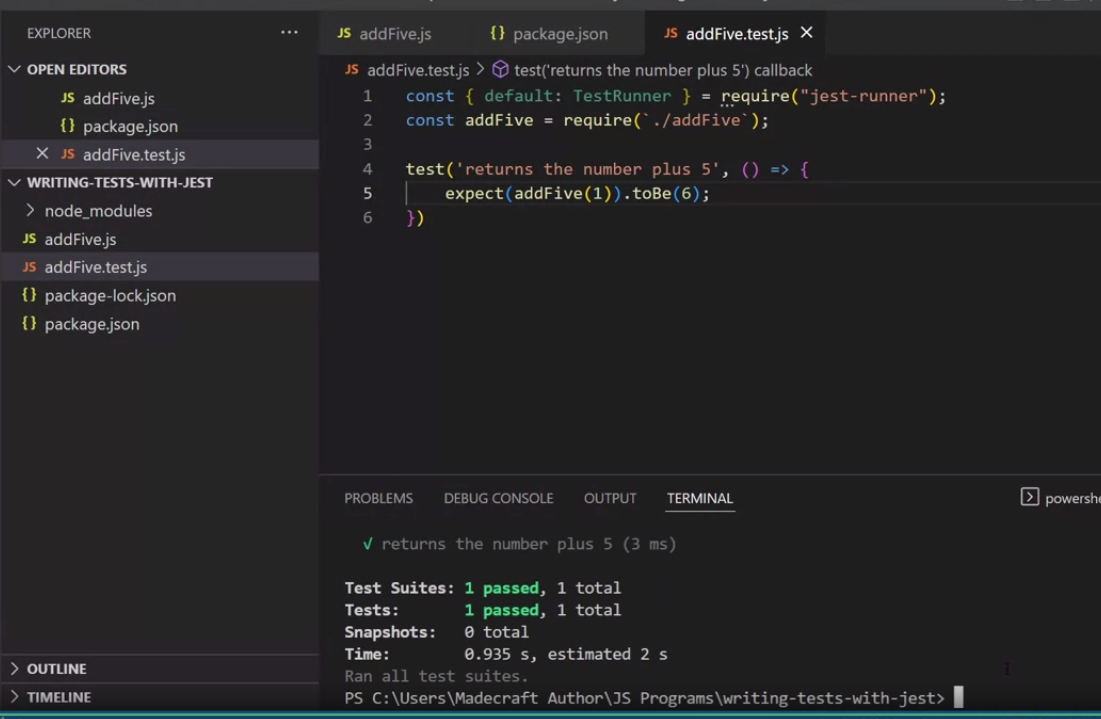 EXPLORER
···
JS addFive.js
{} package.json
JS addFive.test.js ×
OPEN EDITORS
JS addFive.js
{} package.json
× JS addFive.test.js
WRITING-TESTS-WITH-JEST
node_modules
JS addFive.js
JS addFive.test.js
{} package-lock.json
{} package.json
OUTLINE
TIMELINE
JS addFive.test.js > test('returns the number plus 5') callback
1 const { default: TestRunner } = require("jest-runner");
2 const addFive = require(`./addFive`);
3
4 test('returns the number plus 5', () => {
5 expect(addFive(1)).toBe(6);
6 })
PROBLEMS DEBUG CONSOLE OUTPUT TERMINAL
√ returns the number plus 5 (3 ms)
Test Suites: 1 passed, 1 total
Tests: 1 passed, 1 total
Snapshots: 0 total
Time: 0.935 s, estimated 2 s
Ran all test suites.
PS C:\Users\Madecraft Author\JS Programs\writing-tests-with-jest>